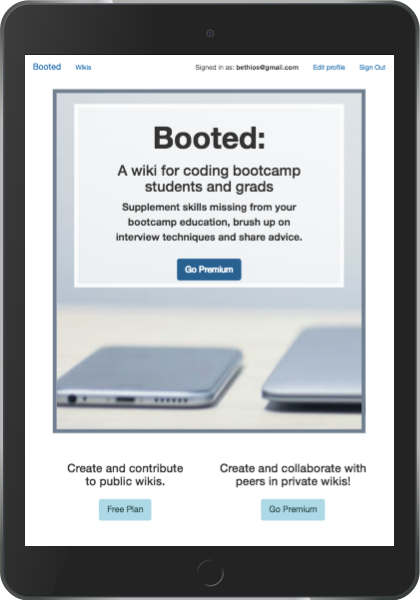 Booted Wikis Signed in as: bethios@gmail.com Edit profile Sign Out
Booted:
A wiki for coding bootcamp
students and grads
Supplement skills missing from your
bootcamp education, brush up on
interview techniques and share advice.
Go Premium
Create and contribute
to public wikis.
Free Plan
Create and collaborate with
peers in private wikis!
Go Premium